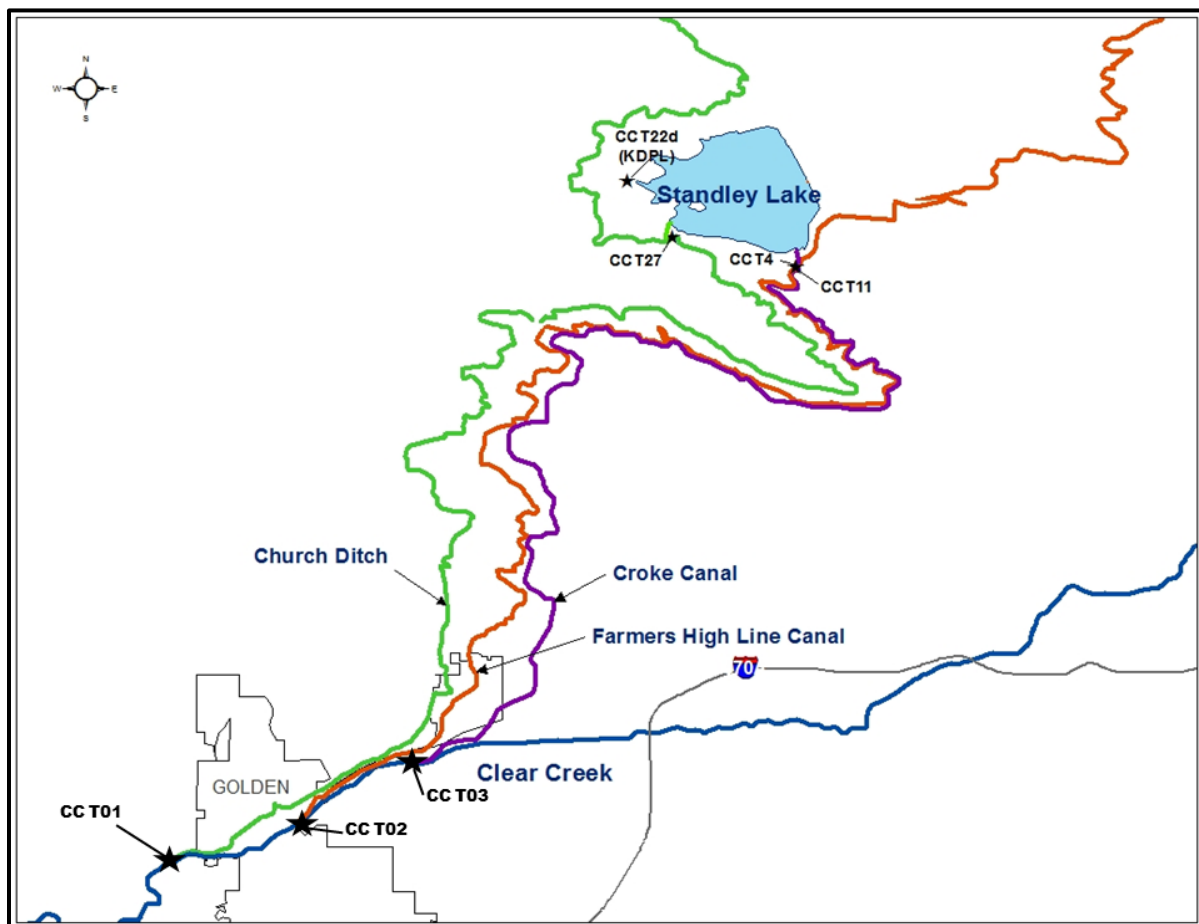 N
W E
S
CCT22d
(KDPL)
Standley Lake
CCT27
CCT4
CCT11
Church Ditch
Croke Canal
Farmers High Line Canal
70
Clear Creek
GOLDEN
CCT03
CCT01
CCT02